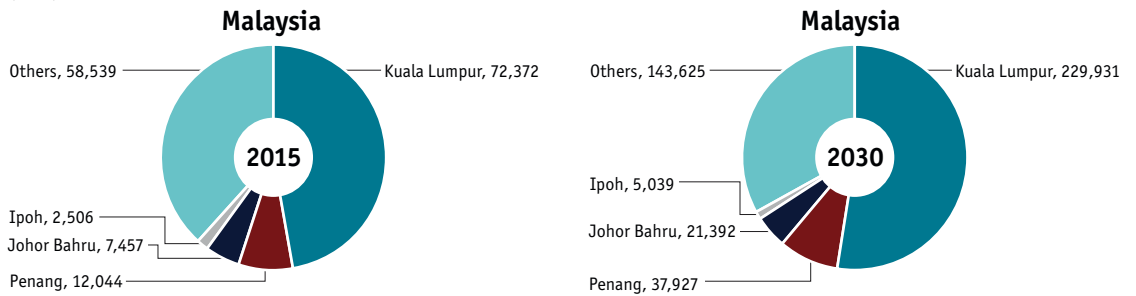 Malaysia
Others, 58,539
Kuala Lumpur, 72,372
2015
Ipoh, 2,506
Johor Bahru, 7,457
Penang, 12,044
Malaysia
Others, 143,625
Kuala Lumpur, 229,931
2030
Ipoh, 5,039
Johor Bahru, 21,392
Penang, 37,927